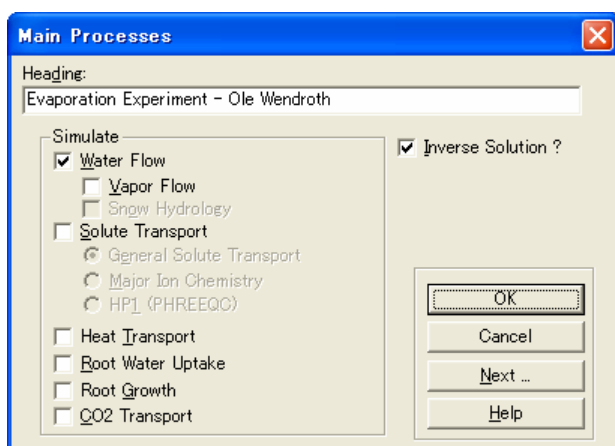 Main Processes
Heading:
Evaporation Experiment - Ole Wendroth
Simulate
Water Flow
Vapor Flow
Snow Hydrology
Solute Transport
General Solute Transport
Major Ion Chemistry
HP1 (PHREEQC)
Heat Transport
Root Water Uptake
Root Growth
CO2 Transport
Inverse Solution ?
OK
Cancel
Next ...
Help